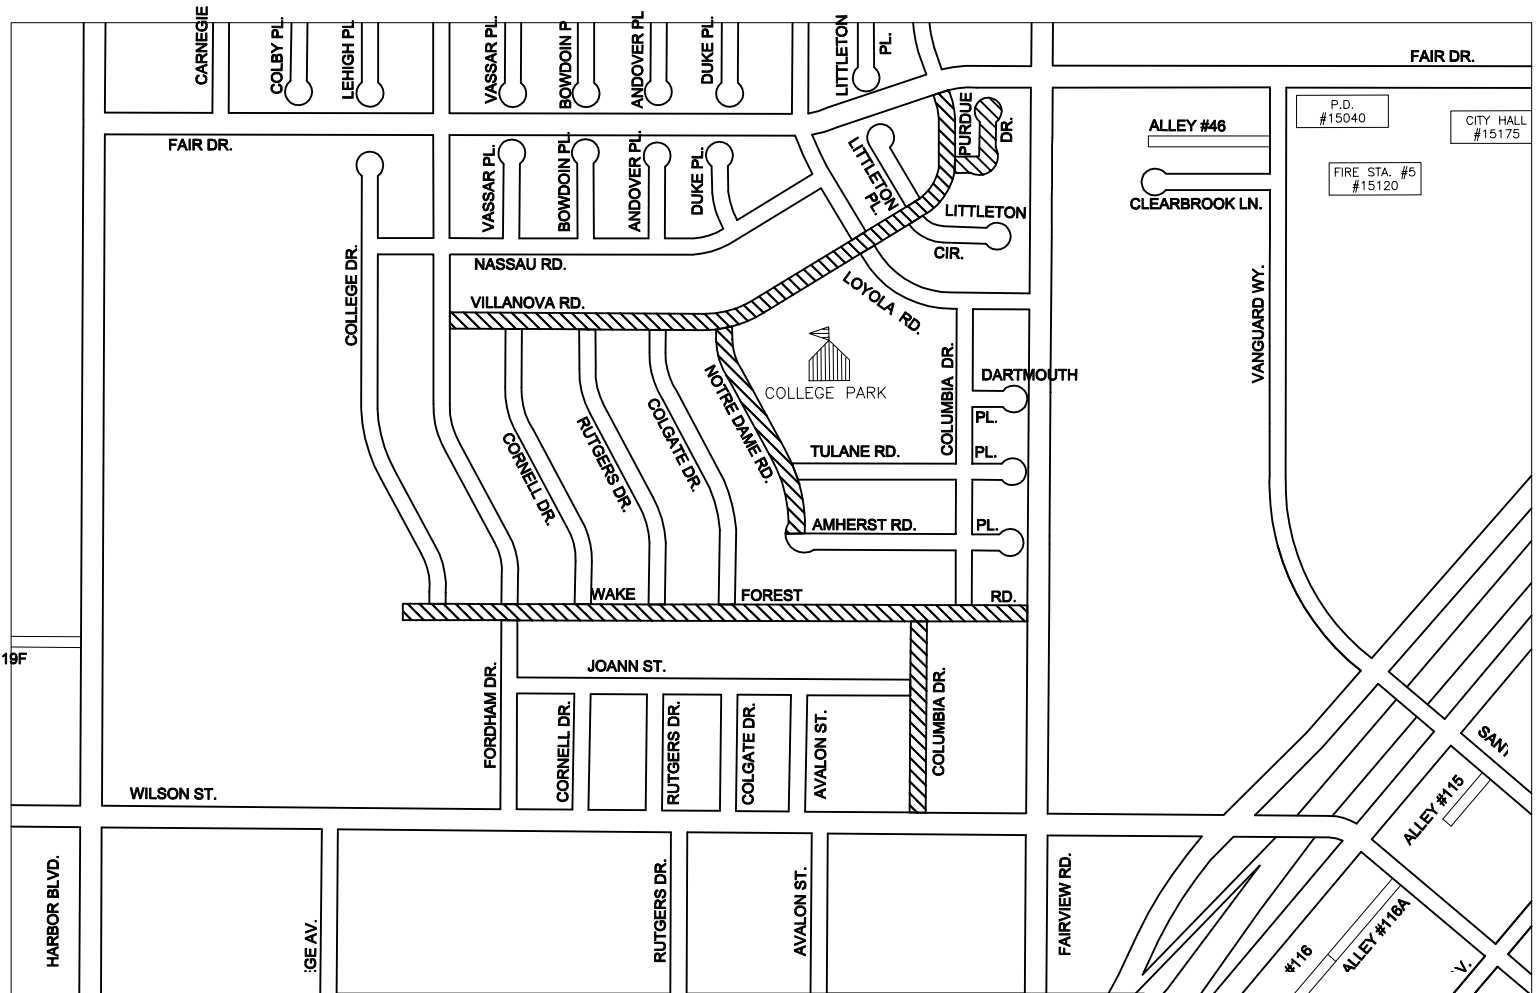 CARNEGIE
COLBY PL.
LEHIGH PL.
VASSAR PL.
BOWDOIN P
ANDOVER PL
DUKE PL.
LITTLETON
PL.
FAIR DR.
P.D.
#15040
CITY HALL
#15175
ALLEY #46
FIRE STA. #5
#15120
CLEARBROOK LN.
PURDUE
DR.
FAIR DR.
VASSAR PL.
BOWDOIN PL.
ANDOVER PL.
DUKE PL.
LITTLETON
PL.
LITTLETON
CIR.
COLLEGE DR.
NASSAU RD.
VILLANOVA RD.
LOYOLA RD.
VANGUARD WY.
COLLEGE PARK
NOTRE DAME RD.
COLUMBIA DR.
DARTMOUTH
PL.
CORNELL DR.
RUTGERS DR.
COLGATE DR.
TULANE RD.
PL.
AMHERST RD.
PL.
WAKE FOREST RD.
19F
JOANN ST.
FORDHAM DR.
CORNELL DR.
RUTGERS DR.
COLGATE DR.
AVALON ST.
COLUMBIA DR.
WILSON ST.
SAN
ALLEY #115
HARBOR BLVD.
GE AV.
RUTGERS DR.
AVALON ST.
FAIRVIEW RD.
#116
ALLEY #116A
V.